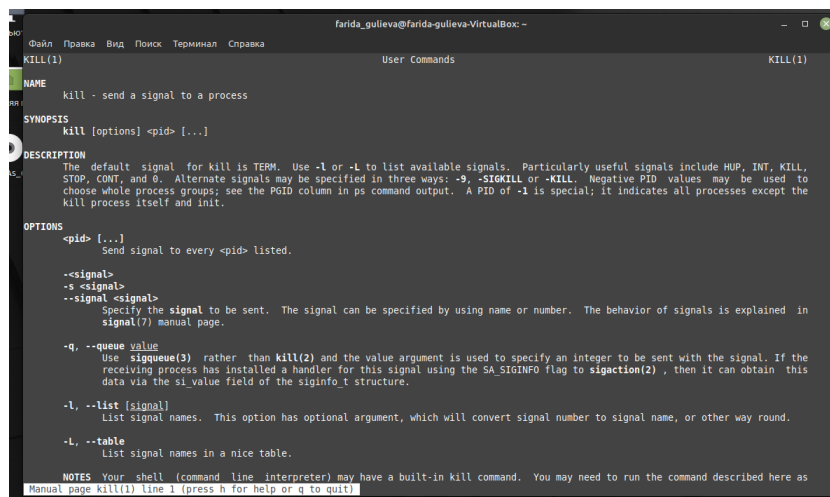 farida_gulieva@farida-gulieva-VirtualBox: ~
Файл Правка Вид Поиск Терминал Справка
KILL(1) User Commands KILL(1)
NAME
kill - send a signal to a process
SYNOPSIS
kill [options] <pid> [...]
DESCRIPTION
The default signal for kill is TERM. Use -l or -L to list available signals. Particularly useful signals include HUP, INT, KILL,
STOP, CONT, and 0. Alternate signals may be specified in three ways: -9, -SIGKILL or -KILL. Negative PID values may be used to
choose whole process groups; see the PGID column in ps command output. A PID of -1 is special; it indicates all processes except the
kill process itself and init.
OPTIONS
<pid> [...]
Send signal to every <pid> listed.
-<signal>
-s <signal>
--signal <signal>
Specify the signal to be sent. The signal can be specified by using name or number. The behavior of signals is explained in
signal(7) manual page.
-q, --queue value
Use sigqueue(3) rather than kill(2) and the value argument is used to specify an integer to be sent with the signal. If the
receiving process has installed a handler for this signal using the SA_SIGINFO flag to sigaction(2) , then it can obtain this
data via the si_value field of the siginfo_t structure.
-l, --list [signal]
List signal names. This option has optional argument, which will convert signal number to signal name, or other way round.
-L, --table
List signal names in a nice table.
NOTES Your shell (command line interpreter) may have a built-in kill command. You may need to run the command described here as
Manual page kill(1) line 1 (press h for help or q to quit)